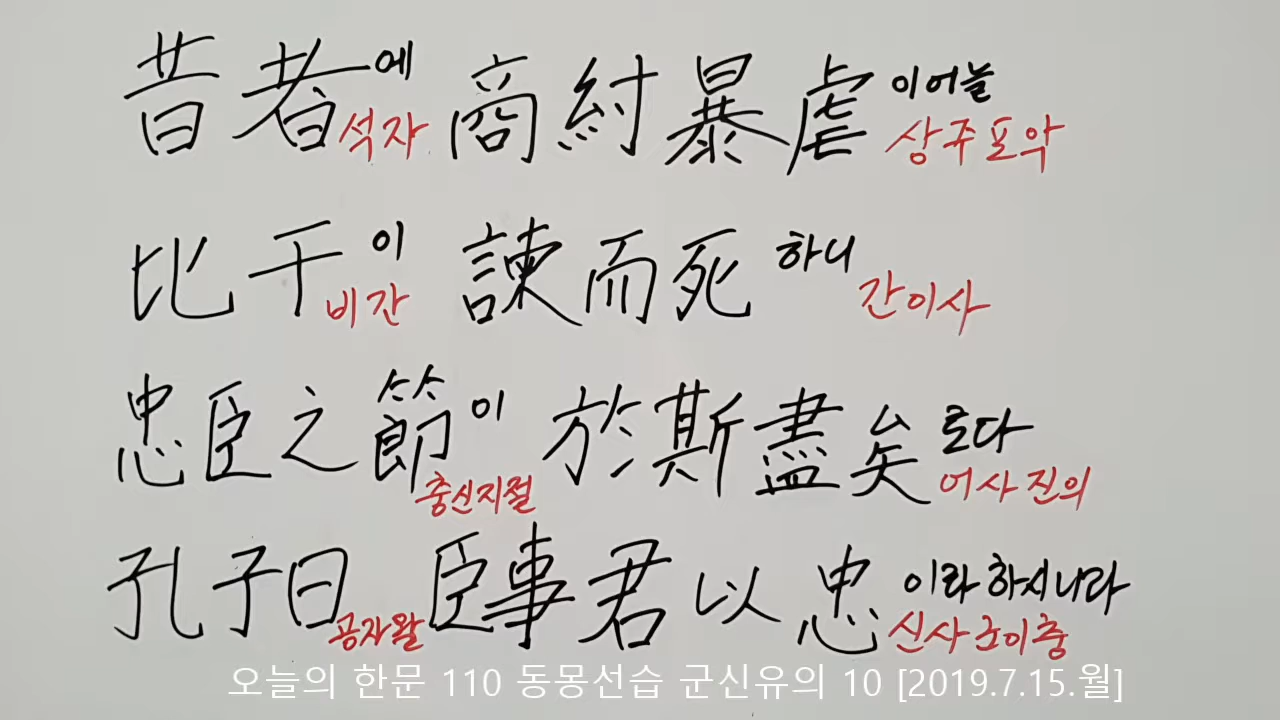 昔者에 석자 商紂暴虐 이어늘 상주포악
比干이 비간 諫而死 하니 간이사
忠臣之節이 충신지절 於斯盡矣 로다 어사진의
孔子曰 공자왈 臣事君以忠 이라하시니라 신사군이충
오늘의 한문 110 동몽선습 군신유의 10 [2019.7.15.월]